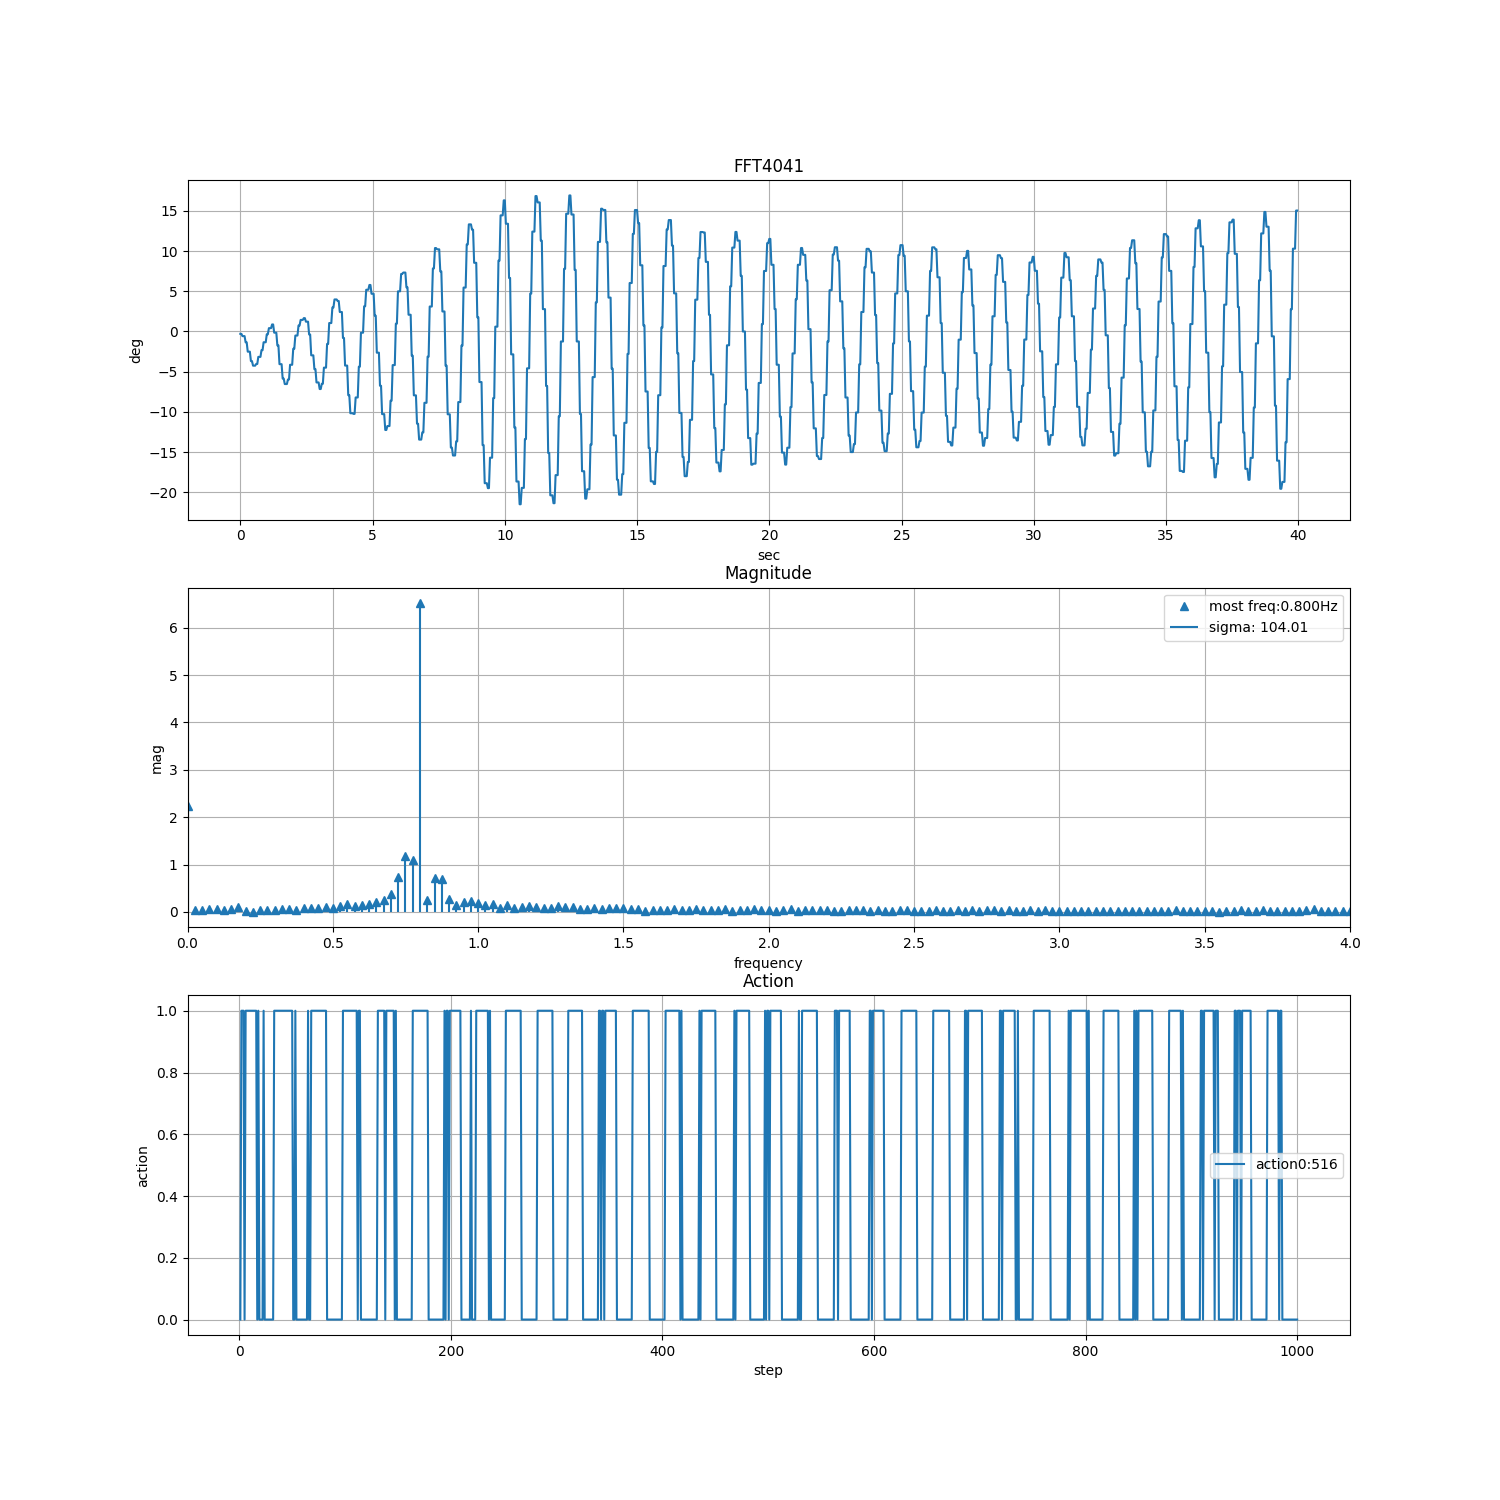 FFT4041
15
10
5
0
−5
−10
−15
−20
deg
0 5 10 15 20 25 30 35 40
sec
Magnitude
most freq:0.800Hz
sigma: 104.01
6
5
4
3
2
1
0
mag
0.0 0.5 1.0 1.5 2.0 2.5 3.0 3.5 4.0
frequency
Action
1.0
0.8
0.6
0.4
0.2
0.0
action
action0:516
0 200 400 600 800 1000
step